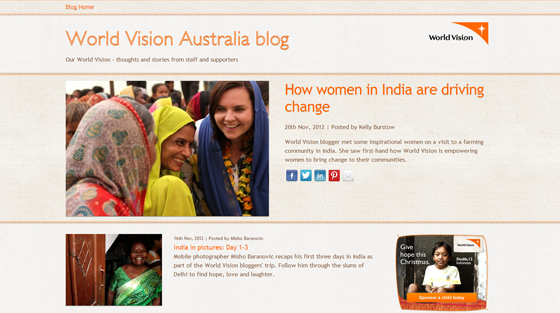 Blog Home
World Vision Australia blog
World Vision
Our World Vision - thoughts and stories from staff and supporters
How women in India are driving
change
20th Nov, 2012 | Posted by Kelly Burstow
World Vision blogger met some inspirational women on a visit to a farming
community in India. She saw first-hand how World Vision is empowering
women to bring change to their communities.
16th Nov, 2012 | Posted by Misho Baranovic
India in pictures: Day 1-3
Mobile photographer Misho Baranovic recaps his first three days in India as
part of the World Vision bloggers' trip. Follow him through the slums of
Delhi to find hope, love and laughter.
World Vision
Give
hope this
Christmas.
Dodik,12
Indonesia
Sponsor a child today